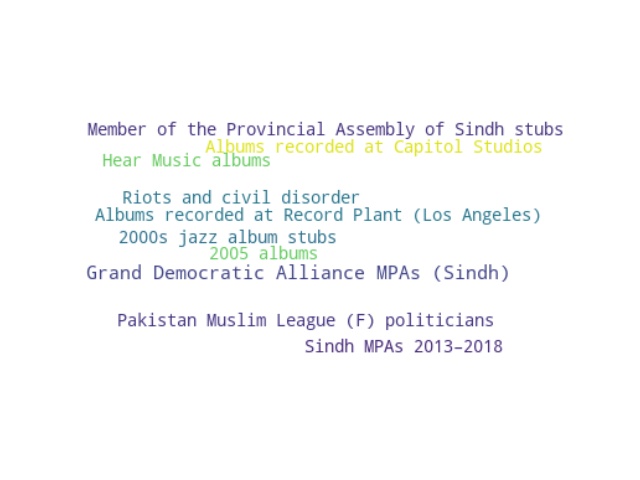 Member of the Provincial Assembly of Sindh stubs
Albums recorded at Capitol Studios
Hear Music albums
Riots and civil disorder
Albums recorded at Record Plant (Los Angeles)
2000s jazz album stubs
2005 albums
Grand Democratic Alliance MPAs (Sindh)
Pakistan Muslim League (F) politicians
Sindh MPAs 2013–2018